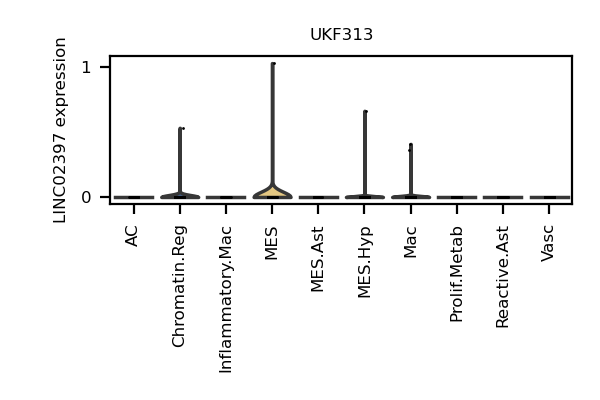 UKF313
LINC02397 expression
1
0
AC
Chromatin.Reg
Inflammatory.Mac
MES
MES.Ast
MES.Hyp
Mac
Prolif.Metab
Reactive.Ast
Vasc